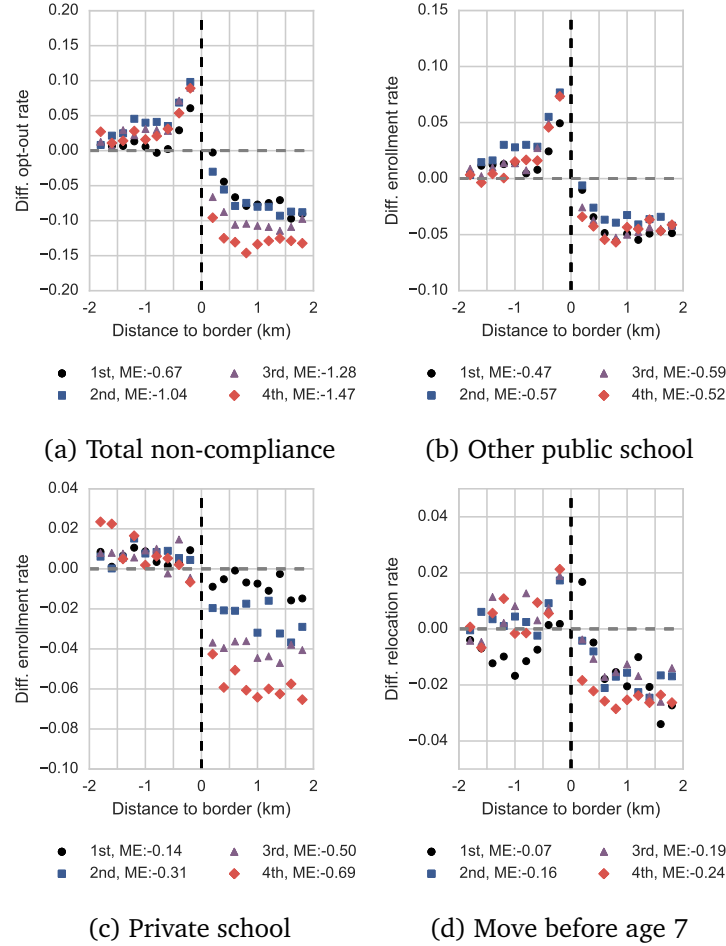 0.20
0.15
0.10
0.05
0.00
−0.05
−0.10
−0.15
−0.20
Diff. opt-out rate
-2 -1 0 1 2
Distance to border (km)
1st, ME:-0.67 3rd, ME:-1.28
2nd, ME:-1.04 4th, ME:-1.47
(a) Total non-compliance
0.15
0.10
0.05
0.00
−0.05
−0.10
Diff. enrollment rate
-2 -1 0 1 2
Distance to border (km)
1st, ME:-0.47 3rd, ME:-0.59
2nd, ME:-0.57 4th, ME:-0.52
(b) Other public school
0.04
0.02
0.00
−0.02
−0.04
−0.06
−0.08
−0.10
Diff. enrollment rate
-2 -1 0 1 2
Distance to border (km)
1st, ME:-0.14 3rd, ME:-0.50
2nd, ME:-0.31 4th, ME:-0.69
(c) Private school
0.04
0.02
0.00
−0.02
−0.04
Diff. relocation rate
-2 -1 0 1 2
Distance to border (km)
1st, ME:-0.07 3rd, ME:-0.19
2nd, ME:-0.16 4th, ME:-0.24
(d) Move before age 7